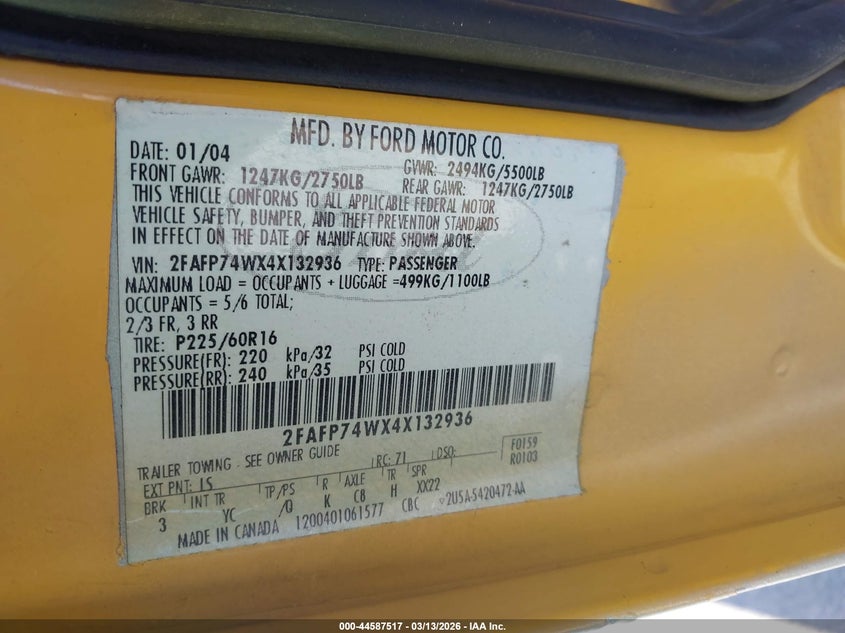 MFD. BY FORD MOTOR CO.
DATE: 01/04
GVWR: 2494KG/5500LB
FRONT GAWR: 1247KG/2750LB
REAR GAWR: 1247KG/2750LB
THIS VEHICLE CONFORMS TO ALL APPLICABLE FEDERAL MOTOR
VEHICLE SAFETY, BUMPER, AND THEFT PREVENTION STANDARDS
IN EFFECT ON THE DATE OF MANUFACTURE SHOWN ABOVE.
VIN: 2FAFP74WX4X132936 TYPE: PASSENGER
MAXIMUM LOAD = OCCUPANTS + LUGGAGE =499KG/1100LB
OCCUPANTS = 5/6 TOTAL;
2/3 FR, 3 RR
TIRE: P225/60R16
PRESSURE(FR): 220 kPa/32 PSI COLD
PRESSURE(RR): 240 kPa/35 PSI COLD
2FAFP74WX4X132936
TRAILER TOWING - SEE OWNER GUIDE
F0159
R0103
EXT PNT: IS RC: 71 DSO:
BRK INT TR TP/PS R AXLE TR SPR
3 YC /Q K C8 H XX22
MADE IN CANADA 1200401061577 CBC 2U5A-5420472-AA
000-44587517 - 03/13/2026 - IAA Inc.